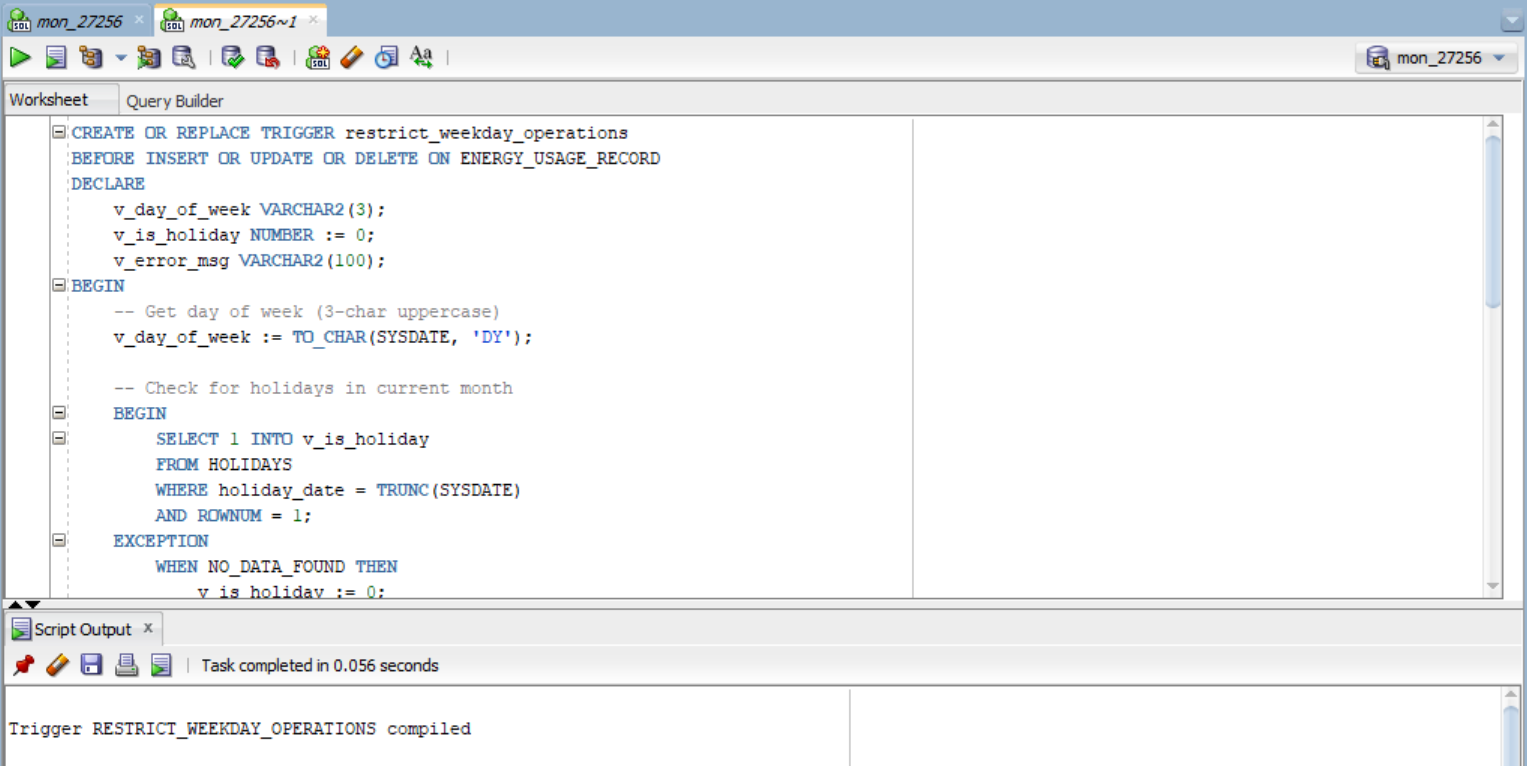 mon_27256
mon_27256~1
mon_27256
Worksheet Query Builder
CREATE OR REPLACE TRIGGER restrict_weekday_operations
BEFORE INSERT OR UPDATE OR DELETE ON ENERGY_USAGE_RECORD
DECLARE
    v_day_of_week VARCHAR2(3);
    v_is_holiday NUMBER := 0;
    v_error_msg VARCHAR2(100);
BEGIN
    -- Get day of week (3-char uppercase)
    v_day_of_week := TO_CHAR(SYSDATE, 'DY');
    -- Check for holidays in current month
    BEGIN
        SELECT 1 INTO v_is_holiday
        FROM HOLIDAYS
        WHERE holiday_date = TRUNC(SYSDATE)
        AND ROWNUM = 1;
    EXCEPTION
        WHEN NO_DATA_FOUND THEN
            v_is_holiday := 0;
Script Output x
Task completed in 0.056 seconds
Trigger RESTRICT_WEEKDAY_OPERATIONS compiled